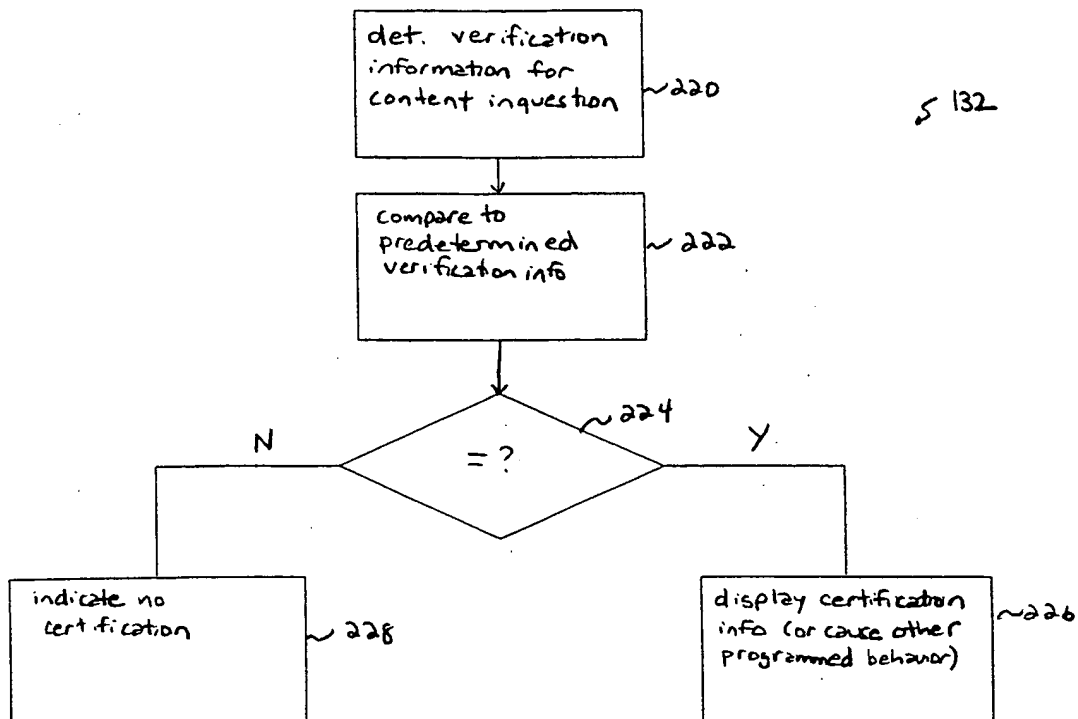 det. verification
information for
content inquestion
220
132
compare to
predetermined
verification info
222
224
N
= ?
Y
indicate no
certification
228
display certification
info (or cause other
programmed behavior)
226